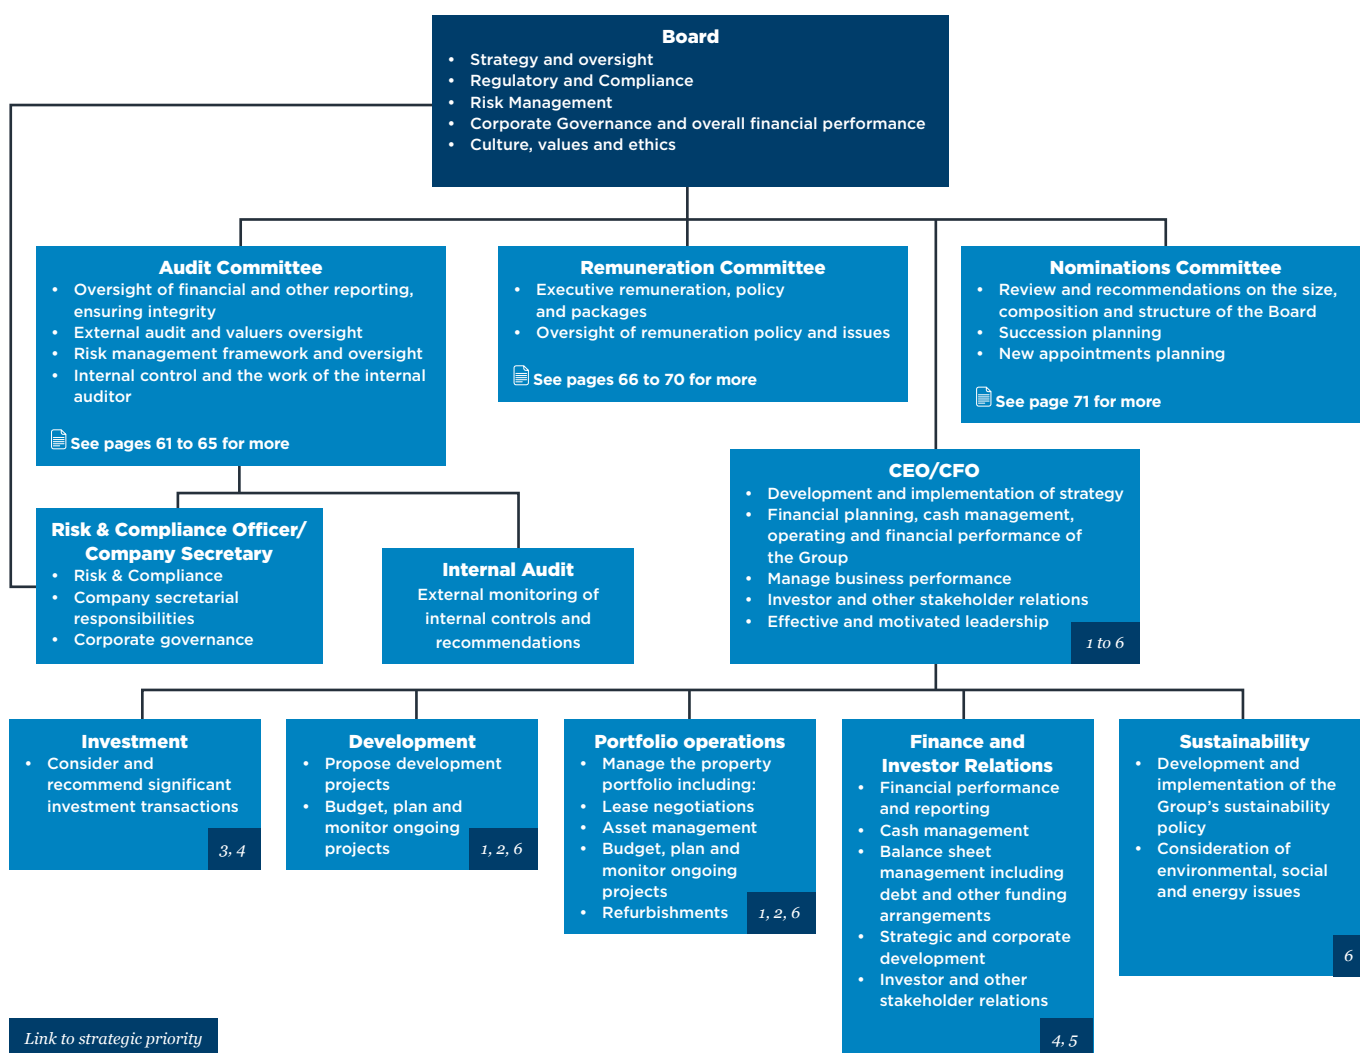 Board
• Strategy and oversight
• Regulatory and Compliance
• Risk Management
• Corporate Governance and overall financial performance
• Culture, values and ethics
Audit Committee
• Oversight of financial and other reporting,
ensuring integrity
• External audit and valuers oversight
• Risk management framework and oversight
• Internal control and the work of the internal
auditor
See pages 61 to 65 for more
Remuneration Committee
• Executive remuneration, policy
and packages
• Oversight of remuneration policy and issues
See pages 66 to 70 for more
Nominations Committee
• Review and recommendations on the size,
composition and structure of the Board
• Succession planning
• New appointments planning
See page 71 for more
CEO/CFO
• Development and implementation of strategy
• Financial planning, cash management,
operating and financial performance of
the Group
• Manage business performance
• Investor and other stakeholder relations
• Effective and motivated leadership
1 to 6
Risk & Compliance Officer/
Company Secretary
• Risk & Compliance
• Company secretarial
responsibilities
• Corporate governance
Internal Audit
External monitoring of
internal controls and
recommendations
Investment
• Consider and
recommend significant
investment transactions
3, 4
Development
• Propose development
projects
• Budget, plan and
monitor ongoing
projects
1, 2, 6
Portfolio operations
• Manage the property
portfolio including:
• Lease negotiations
• Asset management
• Budget, plan and
monitor ongoing
projects
• Refurbishments
1, 2, 6
Finance and
Investor Relations
• Financial performance
and reporting
• Cash management
• Balance sheet
management including
debt and other funding
arrangements
• Strategic and corporate
development
• Investor and other
stakeholder relations
4, 5
Sustainability
• Development and
implementation of the
Group’s sustainability
policy
• Consideration of
environmental, social
and energy issues
6
Link to strategic priority